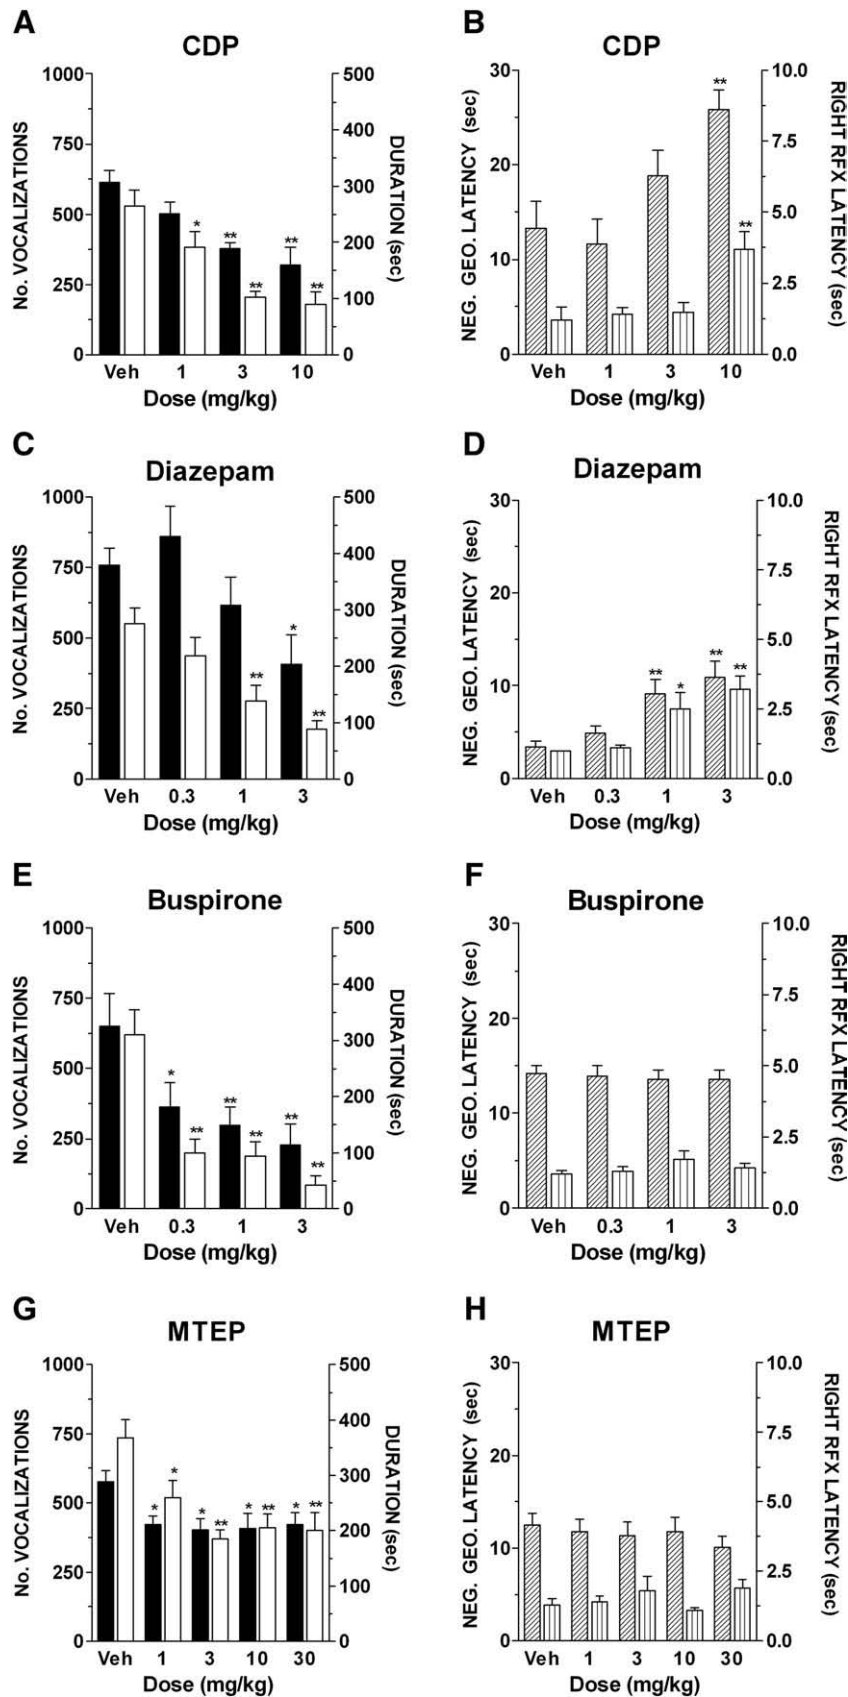 A
CDP
1000
750
500
250
0
No. VOCALIZATIONS
500
400
300
200
100
0
DURATION (sec)
*
**
**
**
**
Veh 1 3 10
Dose (mg/kg)
B
CDP
30
20
10
0
NEG. GEO. LATENCY (sec)
10.0
7.5
5.0
2.5
0.0
RIGHT RFX LATENCY (sec)
**
**
Veh 1 3 10
Dose (mg/kg)
C
Diazepam
1000
750
500
250
0
No. VOCALIZATIONS
500
400
300
200
100
0
DURATION (sec)
**
*
**
Veh 0.3 1 3
Dose (mg/kg)
D
Diazepam
30
20
10
0
NEG. GEO. LATENCY (sec)
10.0
7.5
5.0
2.5
0.0
RIGHT RFX LATENCY (sec)
**
*
**
**
Veh 0.3 1 3
Dose (mg/kg)
E
Buspirone
1000
750
500
250
0
No. VOCALIZATIONS
500
400
300
200
100
0
DURATION (sec)
*
**
**
**
**
**
Veh 0.3 1 3
Dose (mg/kg)
F
Buspirone
30
20
10
0
NEG. GEO. LATENCY (sec)
10.0
7.5
5.0
2.5
0.0
RIGHT RFX LATENCY (sec)
Veh 0.3 1 3
Dose (mg/kg)
G
MTEP
1000
750
500
250
0
No. VOCALIZATIONS
500
400
300
200
100
0
DURATION (sec)
*
*
*
**
*
**
*
**
Veh 1 3 10 30
Dose (mg/kg)
H
MTEP
30
20
10
0
NEG. GEO. LATENCY (sec)
10.0
7.5
5.0
2.5
0.0
RIGHT RFX LATENCY (sec)
Veh 1 3 10 30
Dose (mg/kg)